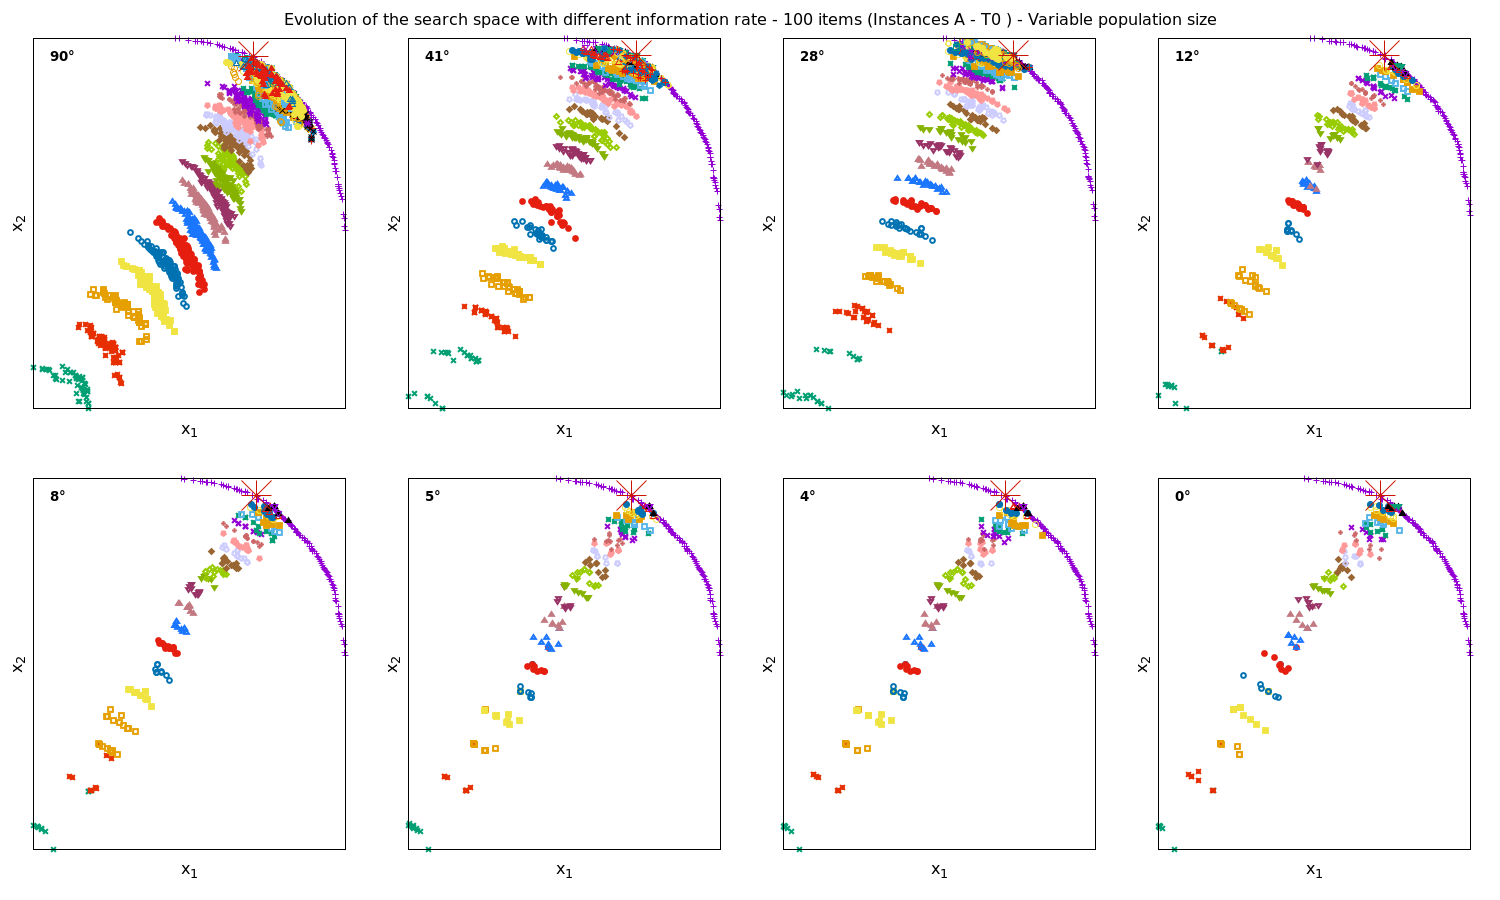 Evolution of the search space with different information rate - 100 items (Instances A - T0 ) - Variable population size
90° 41° 28° 12°
x₂ x₂ x₂ x₂
x₁ x₁ x₁ x₁
8° 5° 4° 0°
x₂ x₂ x₂ x₂
x₁ x₁ x₁ x₁